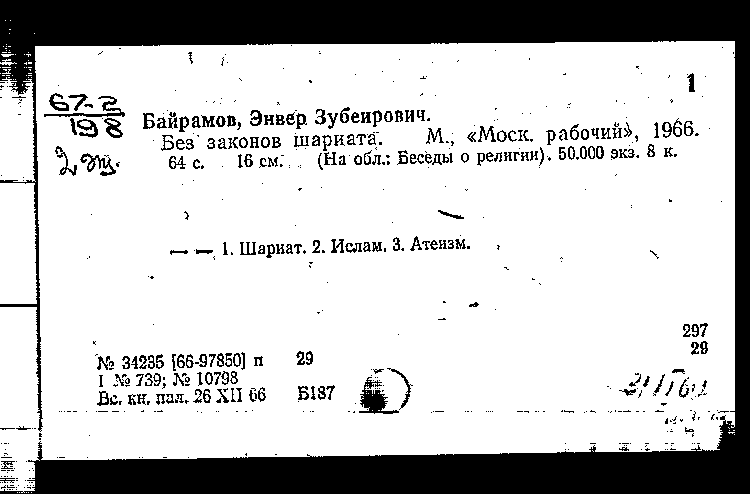 1
67-2
198
2 экз.
Байрамов, Энвер Зубеирович.
Без законов шариата. М., «Моск. рабочий», 1966.
64 с. 16 см. (На обл.: Беседы о религии). 50.000 экз. 8 к.
— — 1. Шариат. 2. Ислам. 3. Атеизм.
297
29
№ 34235 [66-97850] п 29
I № 739; № 10798
Вс. кн. пал. 26 XII 66 Б187